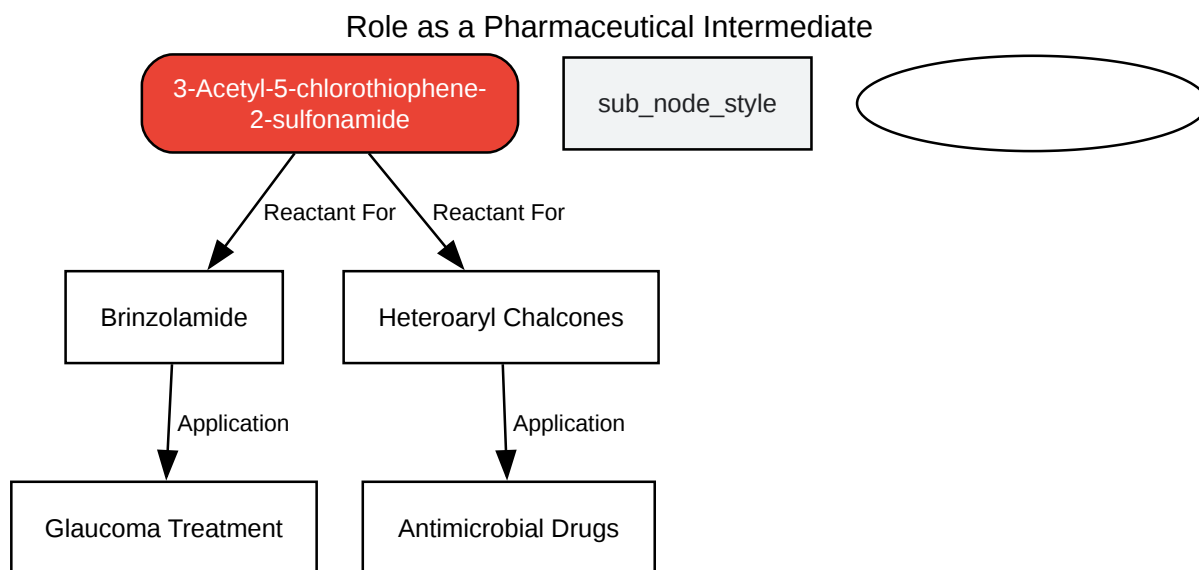 Role as a Pharmaceutical Intermediate
3-Acetyl-5-chlorothiophene-
2-sulfonamide
sub_node_style
Reactant For
Reactant For
Brinzolamide
Heteroaryl Chalcones
Application
Application
Glaucoma Treatment
Antimicrobial Drugs